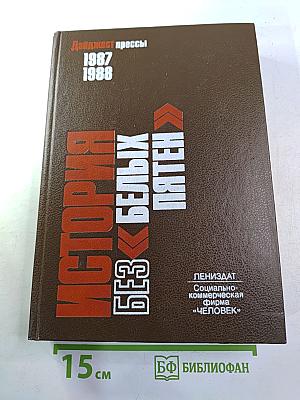 Дайджест прессы
1987
1988
ИСТОРИЯ
БЕЗ «БЕЛЫХ
ПЯТЕН»
ЛЕНИЗДАТ
Социально-
коммерческая
фирма
«ЧЕЛОВЕК»
15 см
БФ БИБЛИОФАН